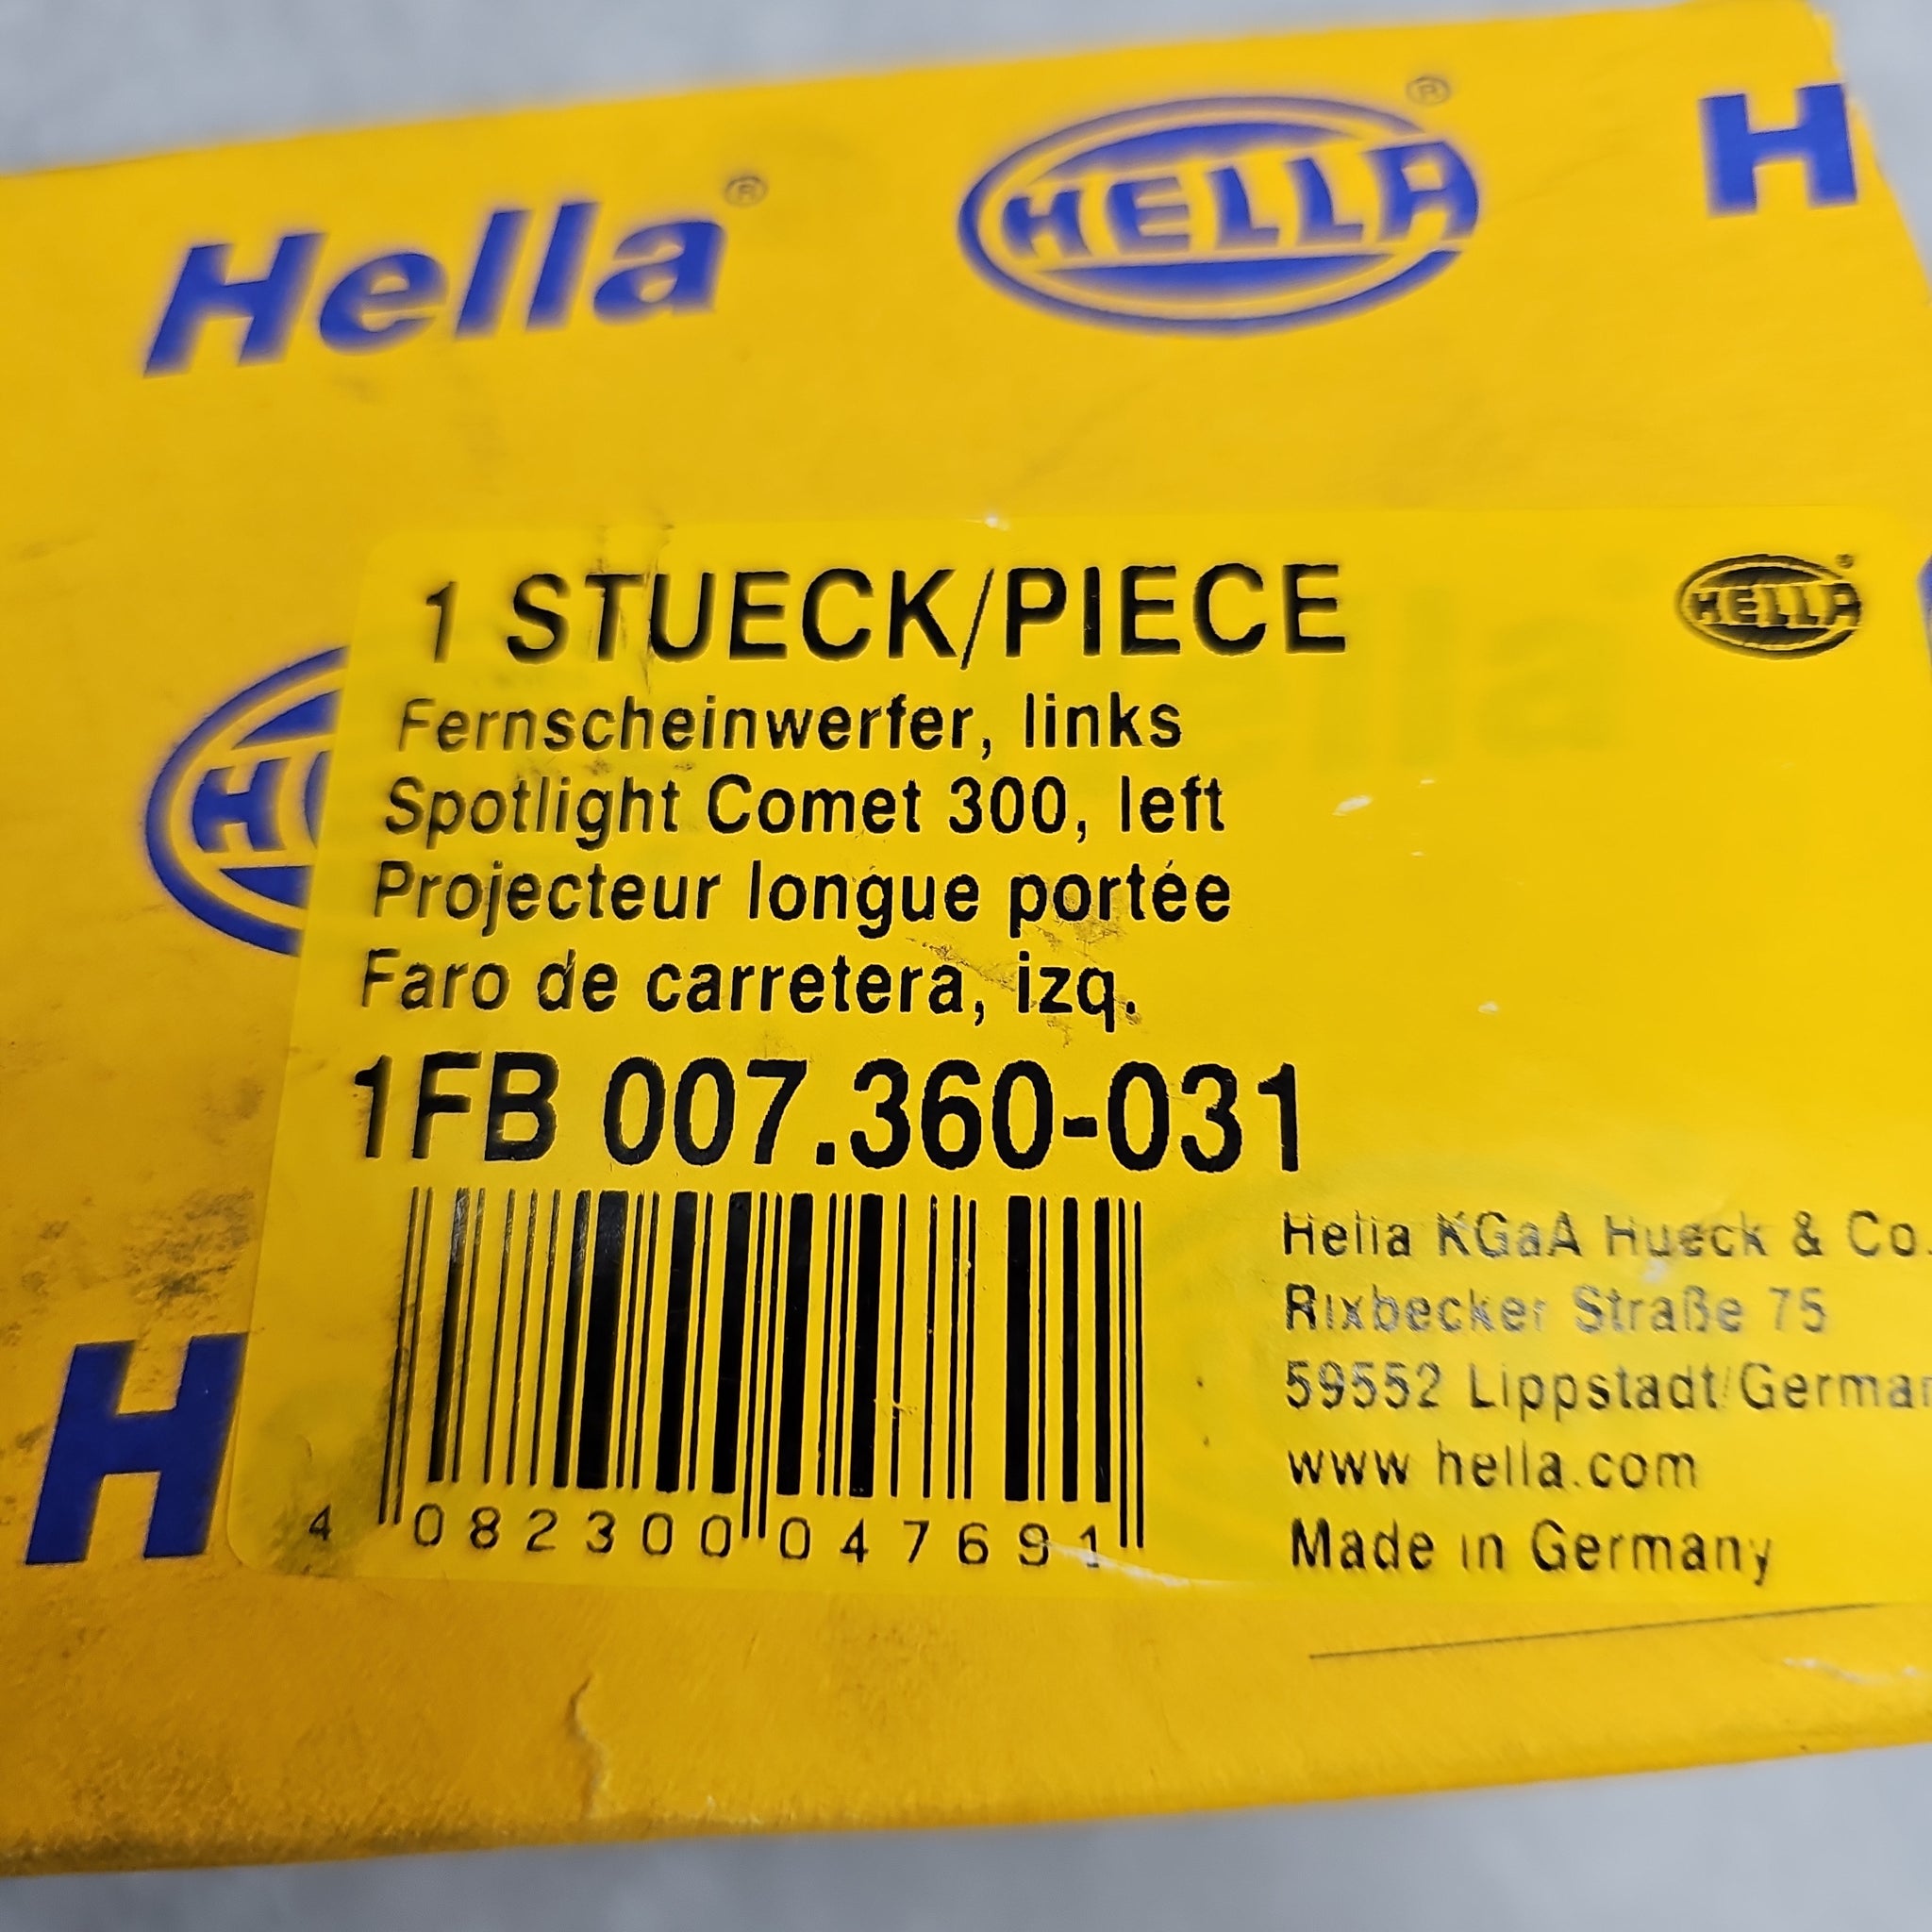 Hella®
HELLA®
H
1 STUECK/PIECE
HELLA®
Fernscheinwerfer, links
Spotlight Comet 300, left
Projecteur longue portée
Faro de carretera, izq.
1FB 007.360-031
4 082300 047691
Hella KGaA Hueck & Co.
Rixbecker Straße 75
59552 Lippstadt/German
www.hella.com
Made in Germany
H